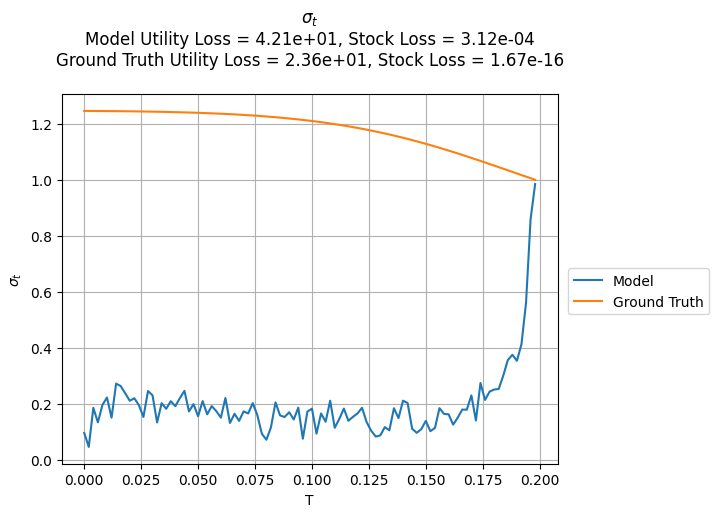 σt
Model Utility Loss = 4.21e+01, Stock Loss = 3.12e-04
Ground Truth Utility Loss = 2.36e+01, Stock Loss = 1.67e-16
1.2
1.0
0.8
0.6
0.4
0.2
0.0
σt
Model
Ground Truth
0.000 0.025 0.050 0.075 0.100 0.125 0.150 0.175 0.200
T